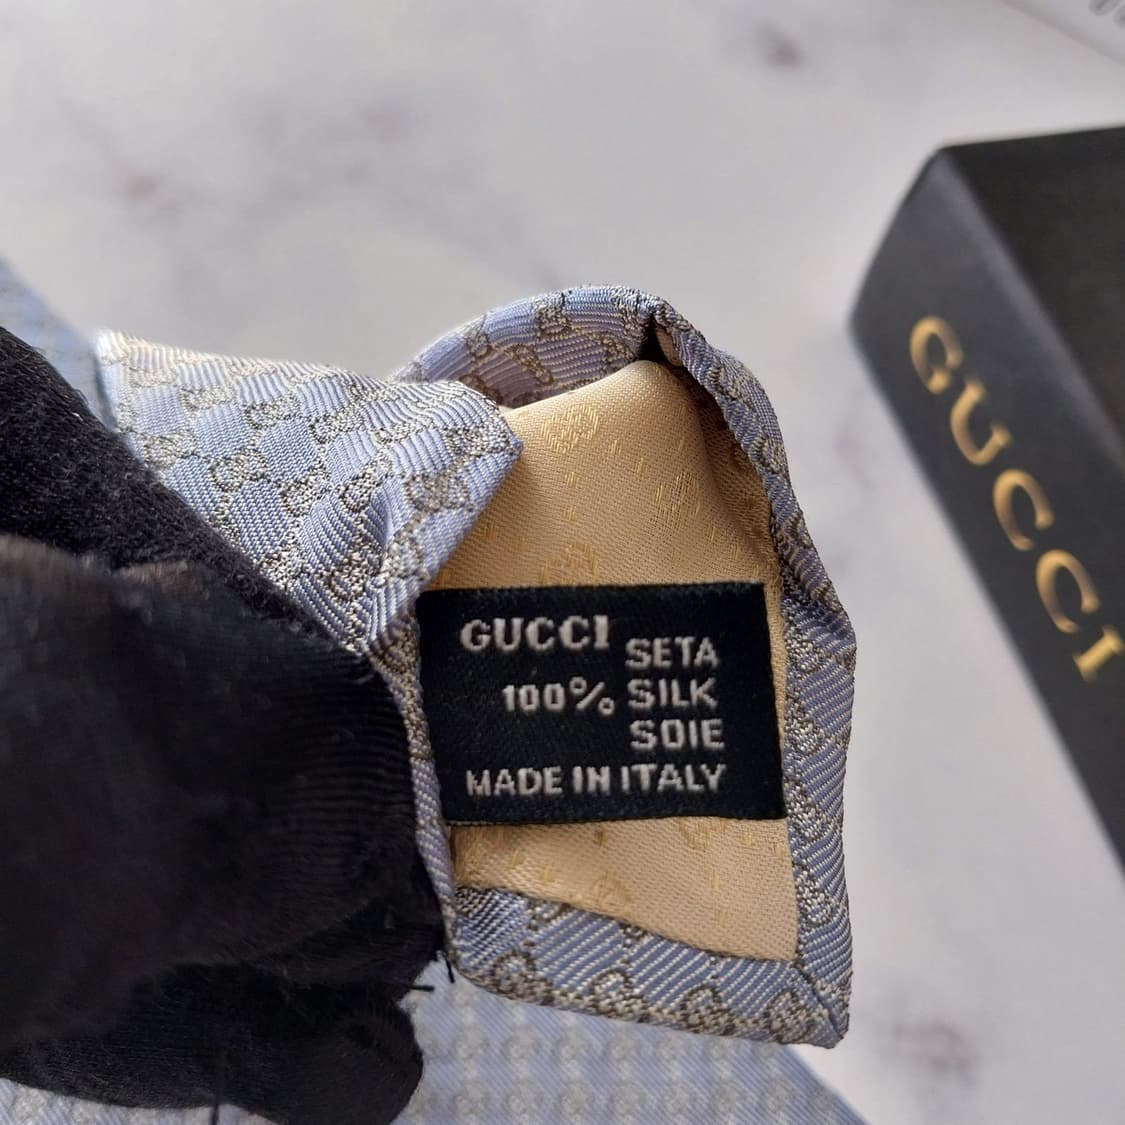 GUCCI
SETA
100% SILK
SOIE
MADE IN ITALY
GUCCI